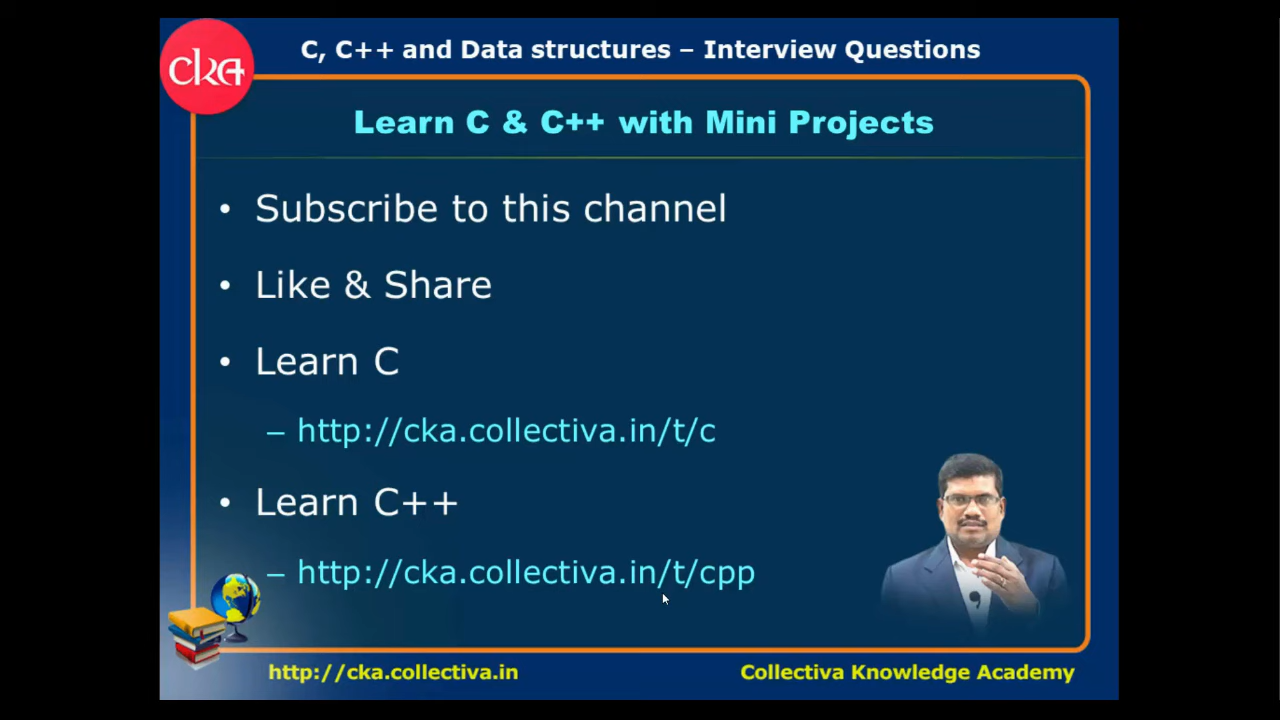 cka
C, C++ and Data structures – Interview Questions
Learn C & C++ with Mini Projects
• Subscribe to this channel
• Like & Share
• Learn C
– http://cka.collectiva.in/t/c
• Learn C++
– http://cka.collectiva.in/t/cpp
http://cka.collectiva.in
Collectiva Knowledge Academy